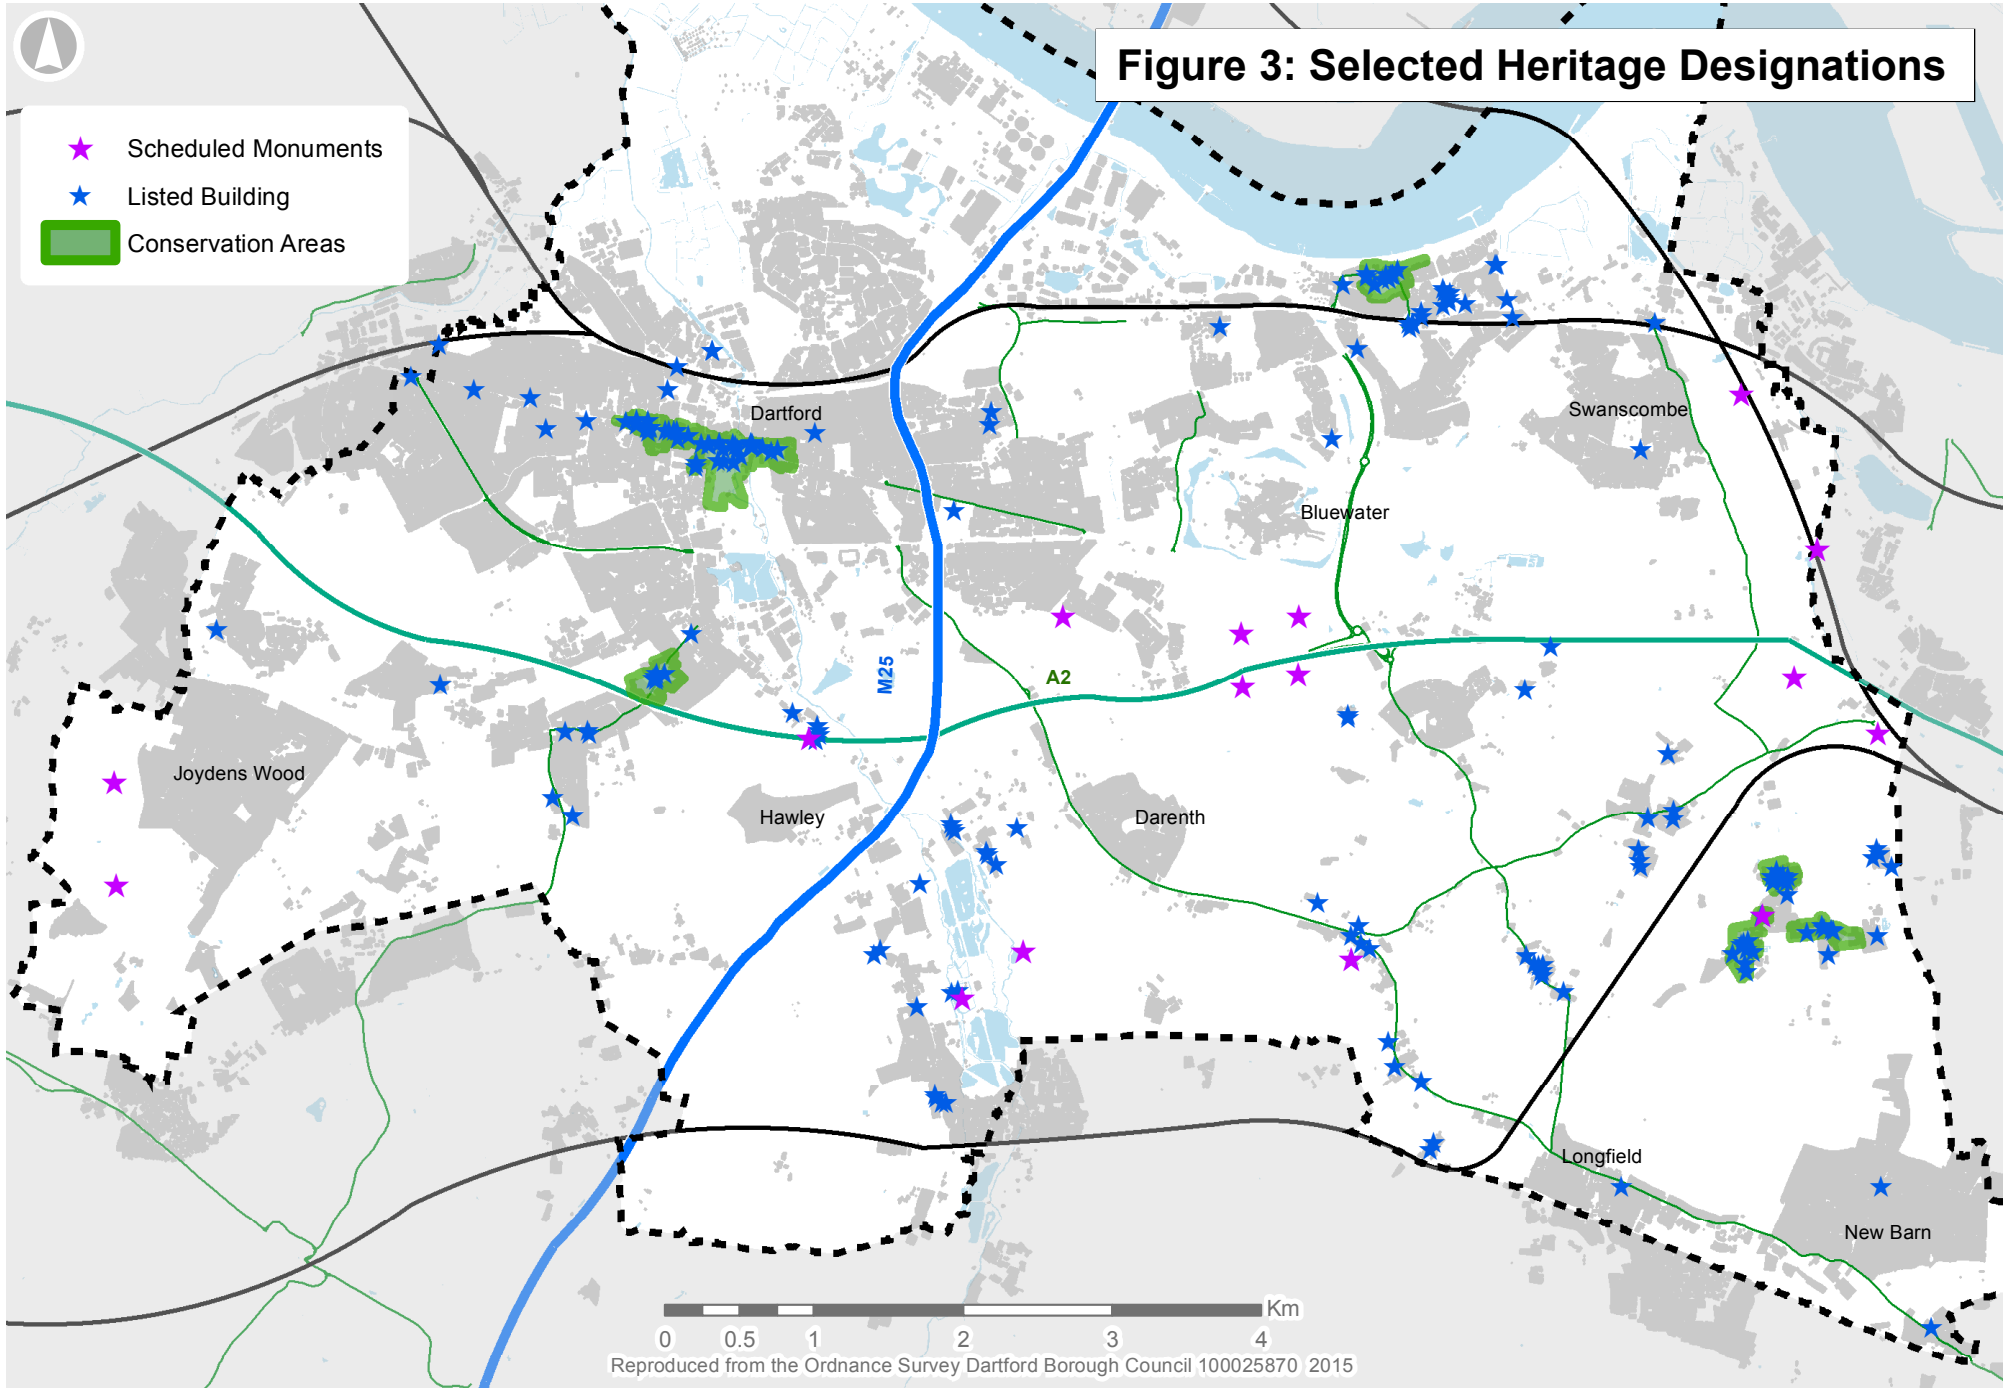 Figure 3: Selected Heritage Designations
Scheduled Monuments
Listed Building
Conservation Areas
Dartford
Swanscombe
Bluewater
M25
A2
Joydens Wood
Hawley
Darenth
Longfield
New Barn
Km
0 0.5 1 2 3 4
Reproduced from the Ordnance Survey Dartford Borough Council 100025870 2015